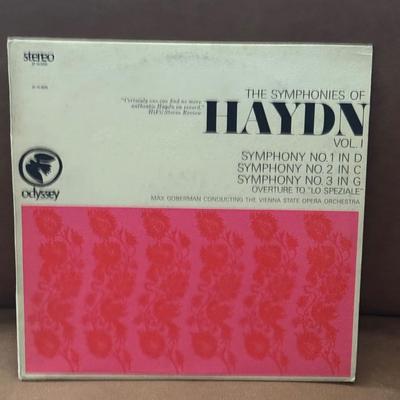 stereo
THE SYMPHONIES OF
"Certainly you can find no more
authentic Haydn on record."
HiFi/Stereo Review
HAYDN
VOL. I
SYMPHONY NO. 1 IN D
SYMPHONY NO. 2 IN C
SYMPHONY NO. 3 IN G
OVERTURE TO "LO SPEZIALE"
odyssey
MAX GOBERMAN CONDUCTING THE VIENNA STATE OPERA ORCHESTRA